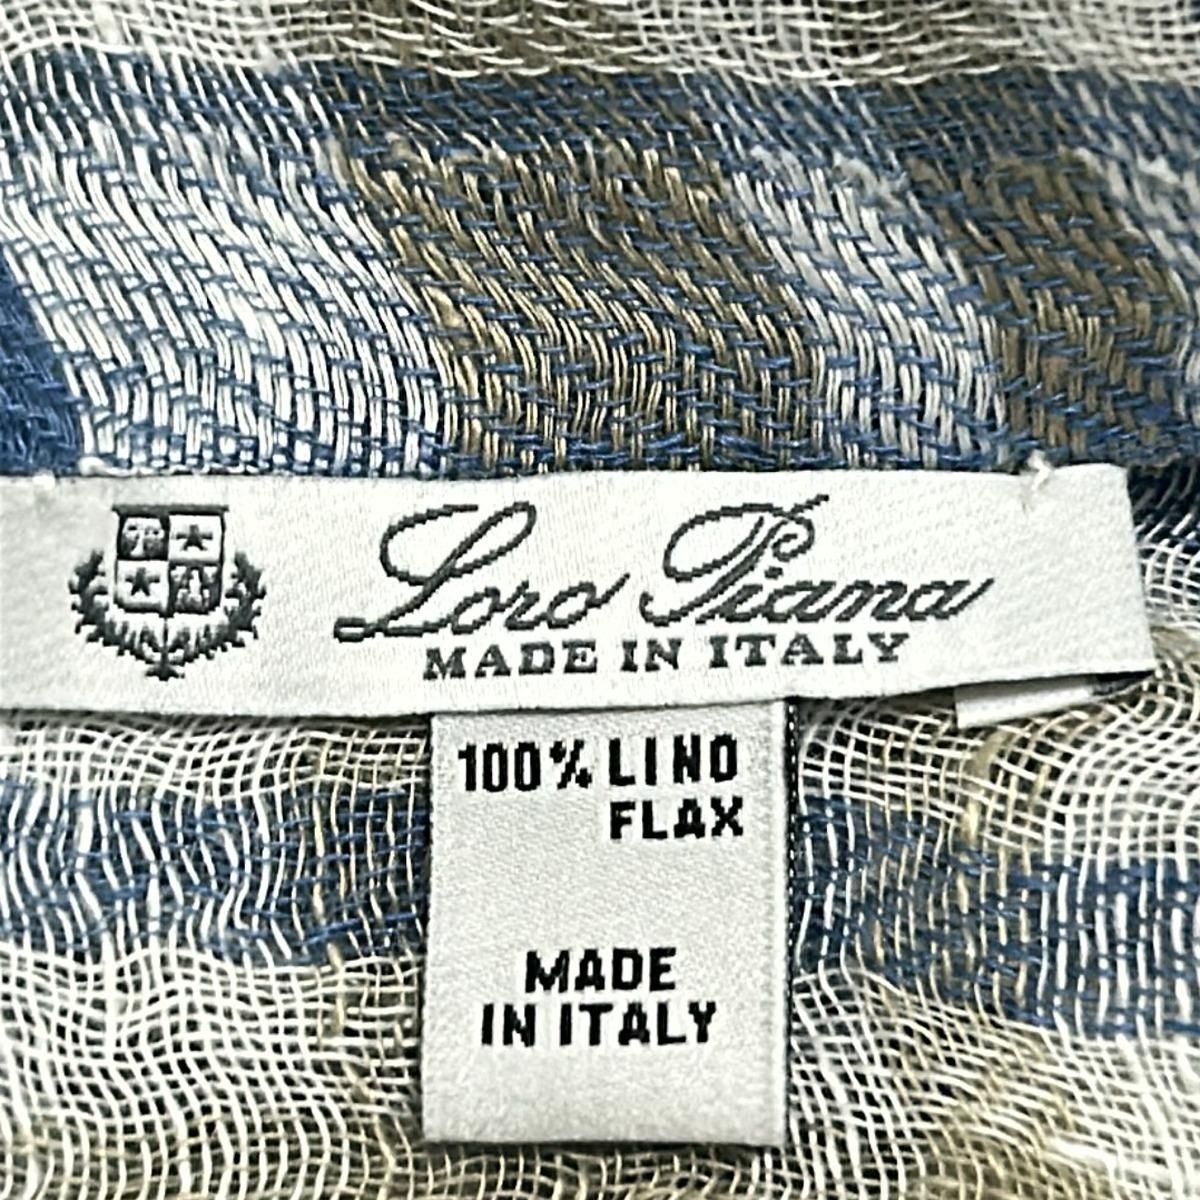 Loro Piana
MADE IN ITALY
100% LINO
FLAX
MADE
IN ITALY